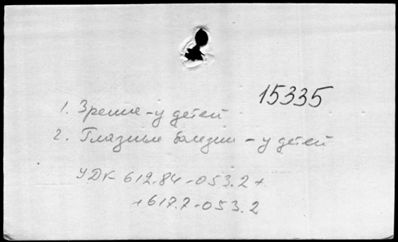 15335
1. Зрение - у детей
2. Глазные болезни - у детей
УДК 612.84-053.2+
+617.7-053.2